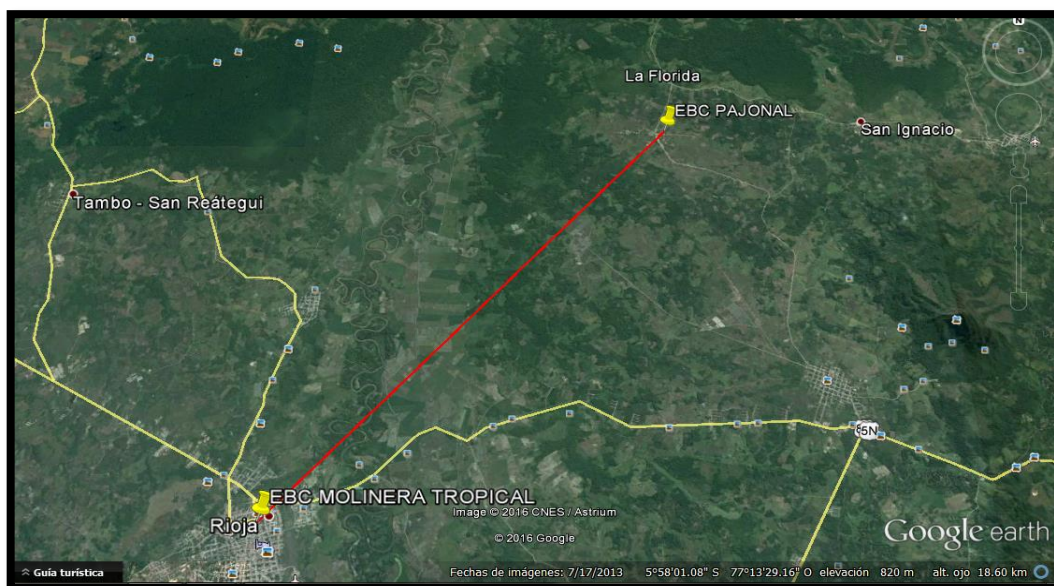 N
La Florida
EBC PAJONAL
San Ignacio
Tambo - San Reátegui
5N
EBC MOLINERA TROPICAL
Rioja
Image © 2016 CNES / Astrium
© 2016 Google
Google earth
Guía turística
Fechas de imágenes: 7/17/2013 5°58'01.08" S 77°13'29.16" O elevación 820 m alt. ojo 18.60 km